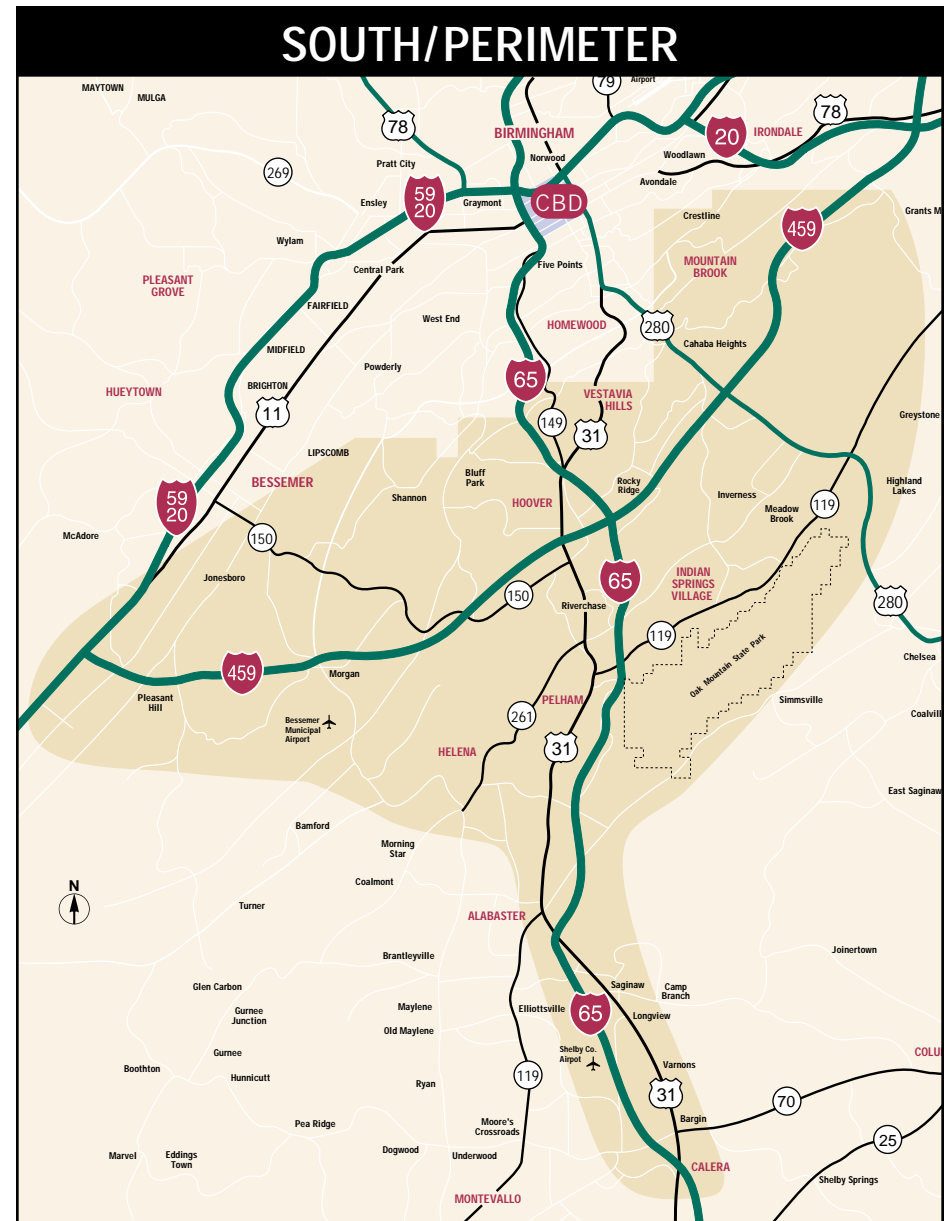 SOUTH/PERIMETER
MAYTOWN
MULGA
79
Airport
78
BIRMINGHAM
78
20
IRONDALE
Norwood
Woodlawn
Pratt City
269
Avondale
59
20
Ensley
Graymont
CBD
Crestline
Grants M
459
Wylam
Five Points
MOUNTAIN
BROOK
Central Park
PLEASANT
GROVE
FAIRFIELD
West End
HOMEWOOD
280
Cahaba Heights
MIDFIELD
Powderly
65
BRIGHTON
HUEYTOWN
VESTAVIA
HILLS
11
149
31
Greystone
LIPSCOMB
BESSEMER
Bluff
Park
Rocky
Ridge
Highland
Lakes
59
20
Shannon
HOOVER
Inverness
119
Meadow
Brook
McAdore
150
Jonesboro
65
INDIAN
SPRINGS
VILLAGE
150
Riverchase
280
119
Chelsea
459
Morgan
Oak Mountain State Park
Pleasant
Hill
PELHAM
Simmsville
261
Coalvill
Bessemer
Municipal
Airport
HELENA
31
East Saginaw
Bamford
Morning
Star
Coalmont
N
Turner
ALABASTER
Brantleyville
Joinertown
Glen Carbon
Saginaw
Camp
Branch
Gurnee
Junction
Maylene
Elliottsville
65
Longview
Old Maylene
Gurnee
Shelby Co.
Airpot
COLU
Boothton
Hunnicutt
Ryan
119
Varnons
31
70
Pea Ridge
Moore's
Crossroads
Bargin
25
Marvel
Eddings
Town
Dogwood
Underwood
CALERA
Shelby Springs
MONTEVALLO